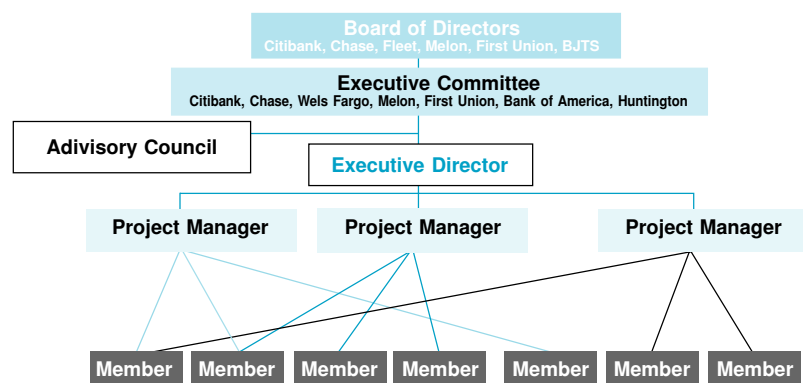 Board of Directors
Citibank, Chase, Fleet, Melon, First Union, BJTS
Executive Committee
Citibank, Chase, Wels Fargo, Melon, First Union, Bank of America, Huntington
Adivisory Council
Executive Director
Project Manager
Project Manager
Project Manager
Member
Member
Member
Member
Member
Member
Member